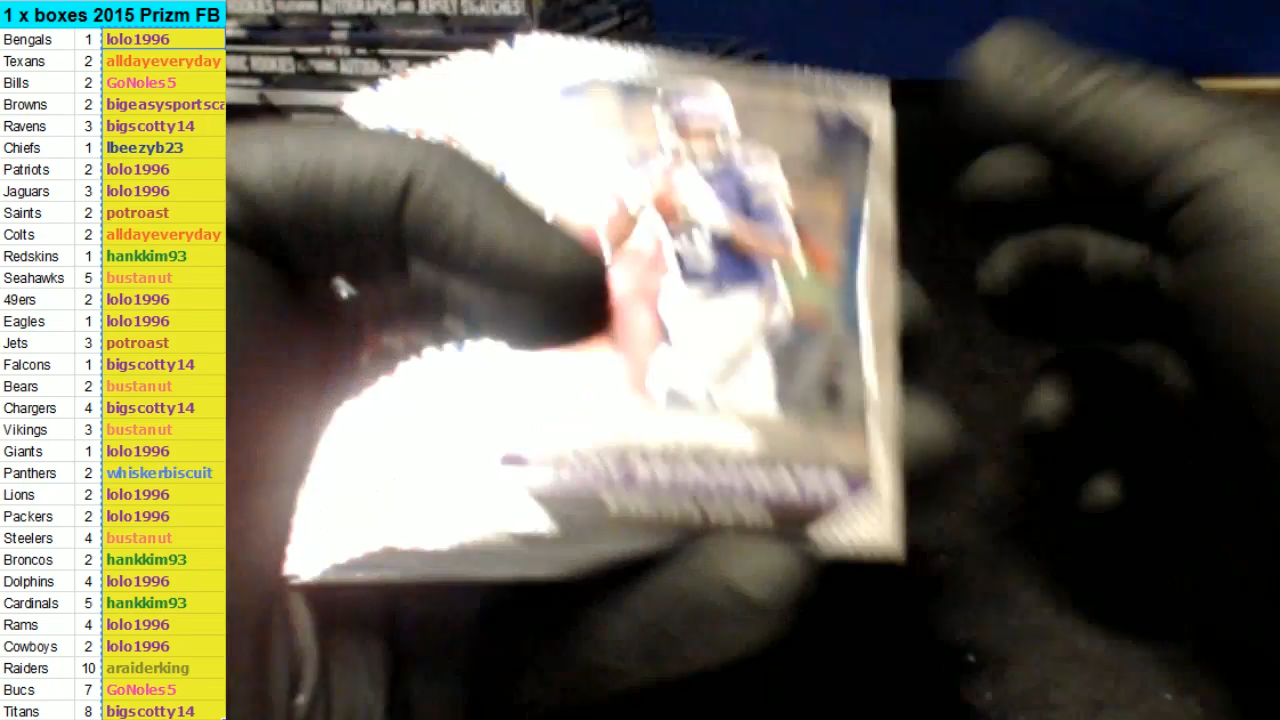 1 x boxes 2015 Prizm FB
Bengals 1 lolo1996
Texans 2 alldayeveryday
Bills 2 GoNoles5
Browns 2 bigeasysportsca
Ravens 3 bigscotty14
Chiefs 1 lbeezyb23
Patriots 2 lolo1996
Jaguars 3 lolo1996
Saints 2 potroast
Colts 2 alldayeveryday
Redskins 1 hankkim93
Seahawks 5 bustanut
49ers 2 lolo1996
Eagles 1 lolo1996
Jets 3 potroast
Falcons 1 bigscotty14
Bears 2 bustanut
Chargers 4 bigscotty14
Vikings 3 bustanut
Giants 1 lolo1996
Panthers 2 whiskerbiscuit
Lions 2 lolo1996
Packers 2 lolo1996
Steelers 4 bustanut
Broncos 2 hankkim93
Dolphins 4 lolo1996
Cardinals 5 hankkim93
Rams 4 lolo1996
Cowboys 2 lolo1996
Raiders 10 araiderking
Bucs 7 GoNoles5
Titans 8 bigscotty14
AUTOGRAPHS AND JERSEY SWATCHES!